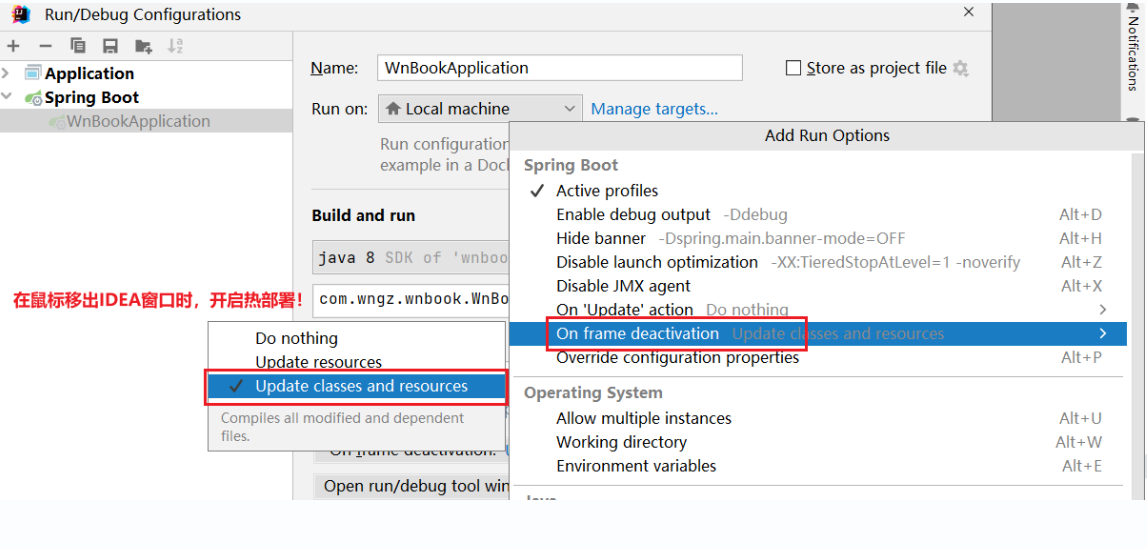 Run/Debug Configurations
Notifications
Application
Spring Boot
WnBookApplication
Name: WnBookApplication
Store as project file
Run on: Local machine
Manage targets...
Run configuration
example in a
Build and run
java 8 SDK of 'wnboo
com.wngz.wnbook.WnBo
在鼠标移出IDEA窗口时，开启热部署！
Do nothing
Update resources
Update classes and resources
Compiles all modified and dependent
files.
On frame deactivation:
Open run/debug tool win
Add Run Options
Spring Boot
Active profiles
Enable debug output -Ddebug Alt+D
Hide banner -Dspring.main.banner-mode=OFF Alt+H
Disable launch optimization -XX:TieredStopAtLevel=1 -noverify Alt+Z
Disable JMX agent Alt+X
On 'Update' action Do nothing
On frame deactivation Update classes and resources
Override configuration properties Alt+P
Operating System
Allow multiple instances Alt+U
Working directory Alt+W
Environment variables Alt+E
Java